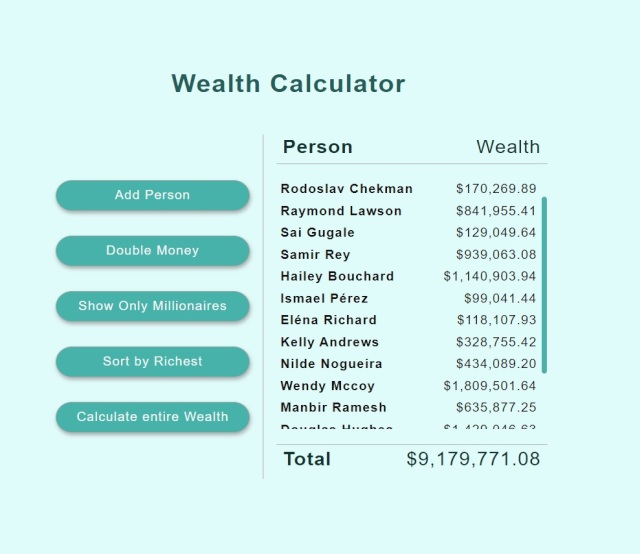 Wealth Calculator
Person Wealth
Add Person
Double Money
Show Only Millionaires
Sort by Richest
Calculate entire Wealth
Rodoslav Chekman $170,269.89
Raymond Lawson $841,955.41
Sai Gugale $129,049.64
Samir Rey $939,063.08
Hailey Bouchard $1,140,903.94
Ismael Pérez $99,041.44
Eléna Richard $118,107.93
Kelly Andrews $328,755.42
Nilde Nogueira $434,089.20
Wendy Mccoy $1,809,501.64
Manbir Ramesh $635,877.25
Douglas Hughes
Total $9,179,771.08